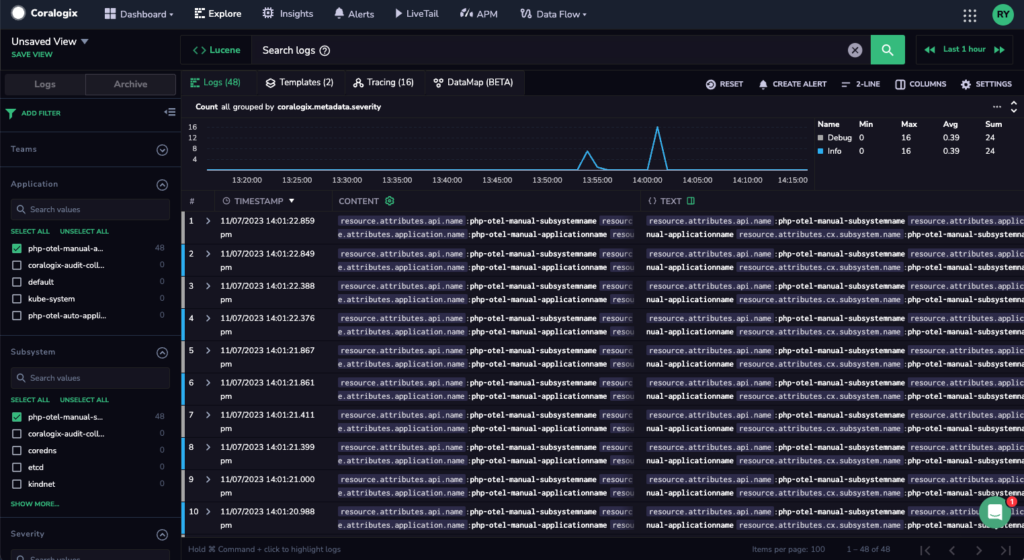 Coralogix
Dashboard
Explore
Insights
Alerts
LiveTail
APM
Data Flow
RY
Unsaved View
SAVE VIEW
Lucene
Search logs
Last 1 hour
Logs
Archive
Logs (48)
Templates (2)
Tracing (16)
DataMap (BETA)
RESET
CREATE ALERT
2-LINE
COLUMNS
SETTINGS
ADD FILTER
Count all grouped by coralogix.metadata.severity
16
12
8
4
13:20:00
13:25:00
13:30:00
13:35:00
13:40:00
13:45:00
13:50:00
13:55:00
14:00:00
14:05:00
14:10:00
14:15:00
Name Min Max Avg Sum
Debug 0 16 0.39 24
Info 0 16 0.39 24
Teams
Application
Search values
SELECT ALL UNSELECT ALL
php-otel-manual-a... 48
coralogix-audit-coll... 0
default 0
kube-system 0
php-otel-auto-appli... 0
Subsystem
Search values
SELECT ALL UNSELECT ALL
php-otel-manual-s... 48
coralogix-audit-coll... 0
coredns 0
etcd 0
kindnet 0
SHOW MORE...
Severity
Search values
# TIMESTAMP CONTENT {} TEXT
1 11/07/2023 14:01:22.859 resource.attributes.api.name:php-otel-manual-subsystemname resourc resource.attributes.api.name:php-otel-manual-subsystemname resource.attributes.applic
pm e.attributes.application.name:php-otel-manual-applicationname resou nual-applicationname resource.attributes.cx.subsystem.name:php-otel-manual-subsystemna
2 11/07/2023 14:01:22.849 resource.attributes.api.name:php-otel-manual-subsystemname resourc resource.attributes.api.name:php-otel-manual-subsystemname resource.attributes.applic
pm e.attributes.application.name:php-otel-manual-applicationname resou nual-applicationname resource.attributes.cx.subsystem.name:php-otel-manual-subsystemna
3 11/07/2023 14:01:22.388 resource.attributes.api.name:php-otel-manual-subsystemname resourc resource.attributes.api.name:php-otel-manual-subsystemname resource.attributes.applic
pm e.attributes.application.name:php-otel-manual-applicationname resou nual-applicationname resource.attributes.cx.subsystem.name:php-otel-manual-subsystemna
4 11/07/2023 14:01:22.376 resource.attributes.api.name:php-otel-manual-subsystemname resourc resource.attributes.api.name:php-otel-manual-subsystemname resource.attributes.applic
pm e.attributes.application.name:php-otel-manual-applicationname resou nual-applicationname resource.attributes.cx.subsystem.name:php-otel-manual-subsystemna
5 11/07/2023 14:01:21.867 resource.attributes.api.name:php-otel-manual-subsystemname resourc resource.attributes.api.name:php-otel-manual-subsystemname resource.attributes.applic
pm e.attributes.application.name:php-otel-manual-applicationname resou nual-applicationname resource.attributes.cx.subsystem.name:php-otel-manual-subsystemna
6 11/07/2023 14:01:21.861 resource.attributes.api.name:php-otel-manual-subsystemname resourc resource.attributes.api.name:php-otel-manual-subsystemname resource.attributes.applic
pm e.attributes.application.name:php-otel-manual-applicationname resou nual-applicationname resource.attributes.cx.subsystem.name:php-otel-manual-subsystemna
7 11/07/2023 14:01:21.411 resource.attributes.api.name:php-otel-manual-subsystemname resourc resource.attributes.api.name:php-otel-manual-subsystemname resource.attributes.applic
pm e.attributes.application.name:php-otel-manual-applicationname resou nual-applicationname resource.attributes.cx.subsystem.name:php-otel-manual-subsystemna
8 11/07/2023 14:01:21.399 resource.attributes.api.name:php-otel-manual-subsystemname resourc resource.attributes.api.name:php-otel-manual-subsystemname resource.attributes.applic
pm e.attributes.application.name:php-otel-manual-applicationname resou nual-applicationname resource.attributes.cx.subsystem.name:php-otel-manual-subsystemna
9 11/07/2023 14:01:21.000 resource.attributes.api.name:php-otel-manual-subsystemname resourc resource.attributes.api.name:php-otel-manual-subsystemname resource.attributes.applic
pm e.attributes.application.name:php-otel-manual-applicationname resou nual-applicationname resource.attributes.cx.subsystem.name:php-otel-manual-subsystemna
10 11/07/2023 14:01:20.988 resource.attributes.api.name:php-otel-manual-subsystemname resourc resource.attributes.api.name:php-otel-manual-subsystemname resource.attrib
pm e.attributes.application.name:php-otel-manual-applicationname resou nual-applicationname resource.attributes.cx.subsystem.name:php-otel-manual-subsystemna
1
Hold ⌘ Command + click to highlight logs
Items per page: 100
1 – 48 of 48